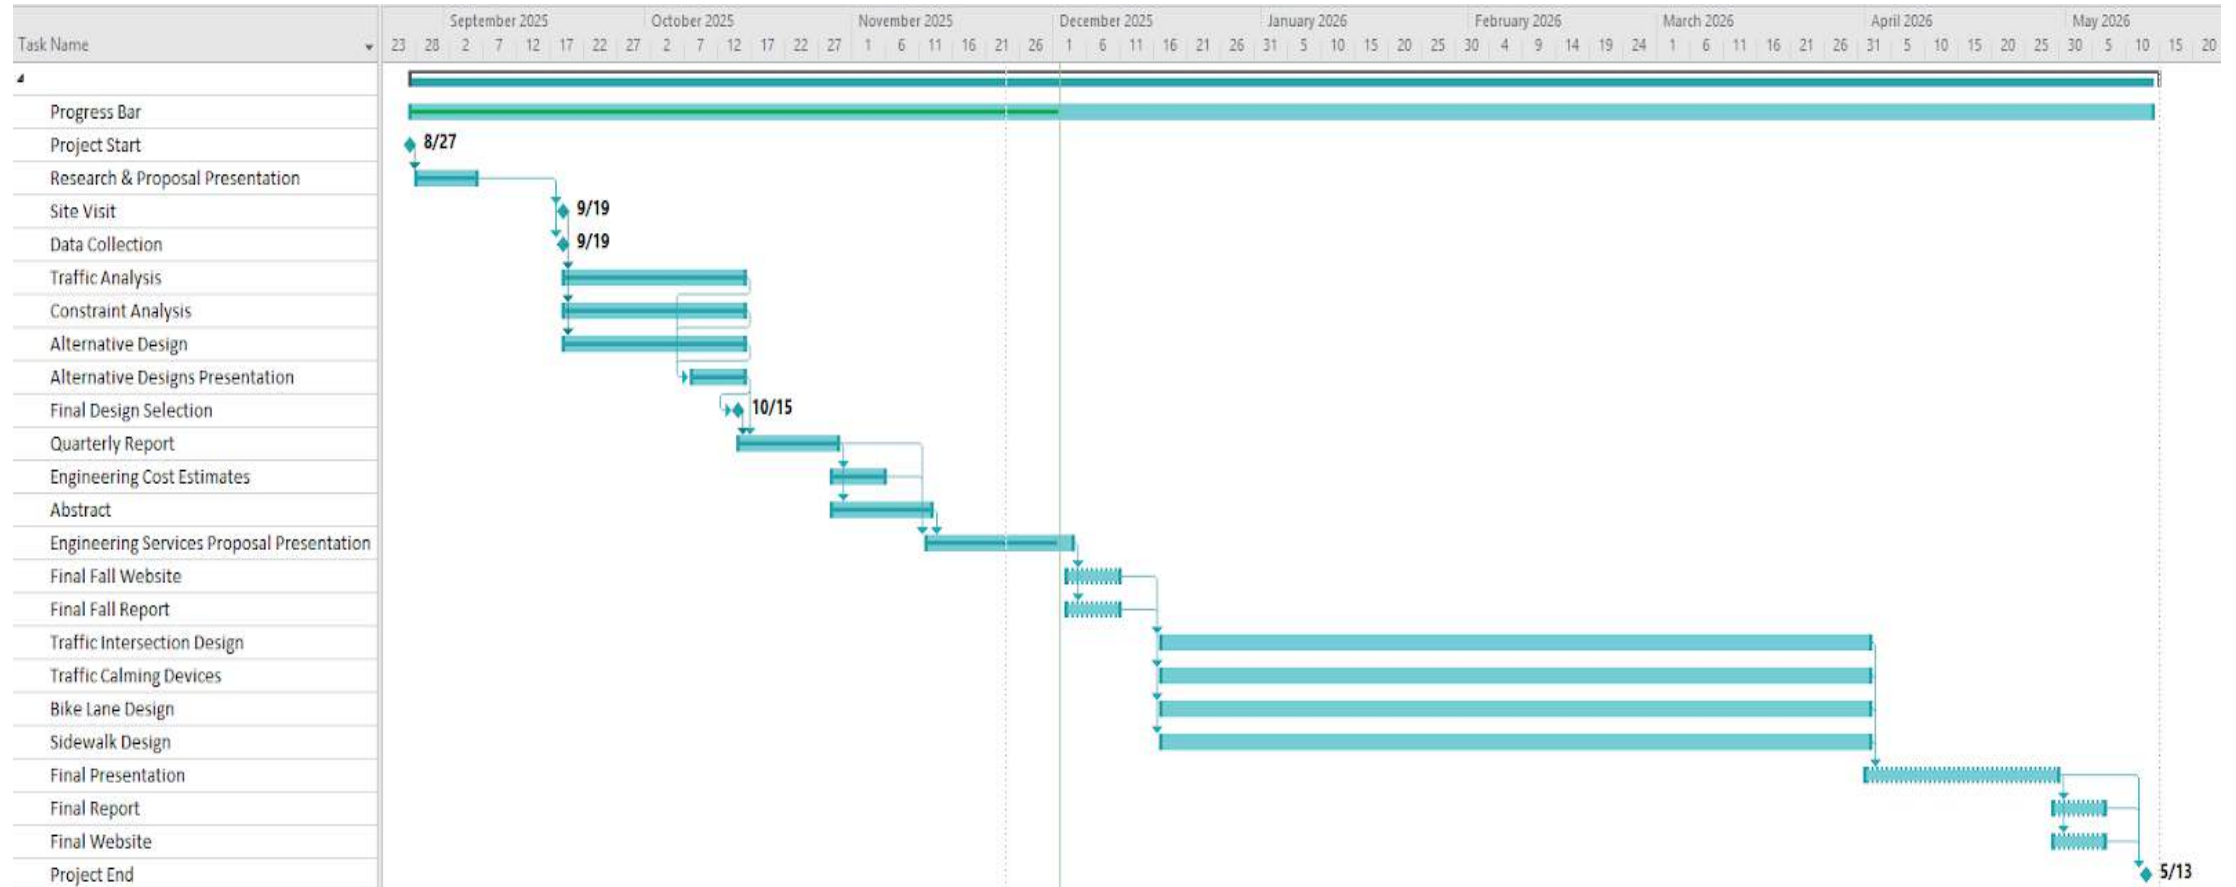 September 2025 October 2025 November 2025 December 2025 January 2026 February 2026 March 2026 April 2026 May 2026
Task Name 23 28 2 7 12 17 22 27 2 7 12 17 22 27 1 6 11 16 21 26 1 6 11 16 21 26 31 5 10 15 20 25 30 4 9 14 19 24 1 6 11 16 21 26 31 5 10 15 20 25 30 5 10 15 20
Progress Bar
Project Start 8/27
Research & Proposal Presentation
Site Visit 9/19
Data Collection 9/19
Traffic Analysis
Constraint Analysis
Alternative Design
Alternative Designs Presentation
Final Design Selection 10/15
Quarterly Report
Engineering Cost Estimates
Abstract
Engineering Services Proposal Presentation
Final Fall Website
Final Fall Report
Traffic Intersection Design
Traffic Calming Devices
Bike Lane Design
Sidewalk Design
Final Presentation
Final Report
Final Website
Project End 5/13